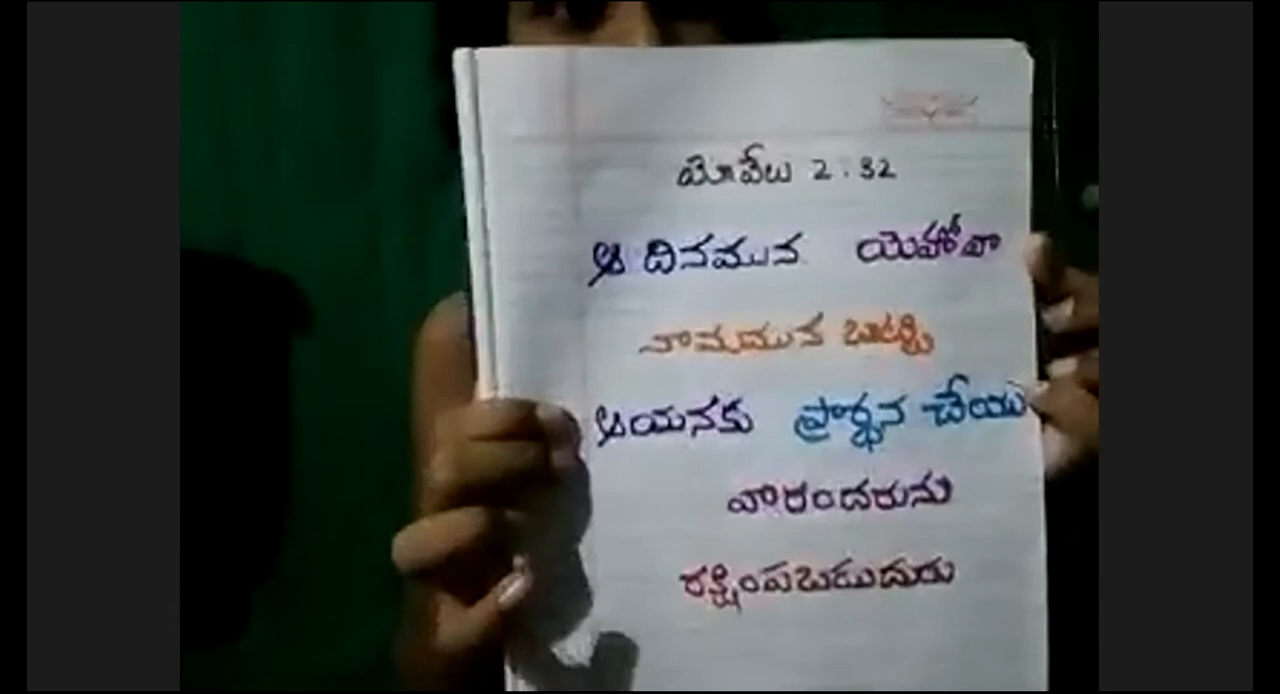 యోవేలు 2:32
ఆ దినమున యెహోవా
నామమున బట్టి
ఆయనకు ప్రార్థన చేయు
వారందరును
రక్షింపబడుదురు